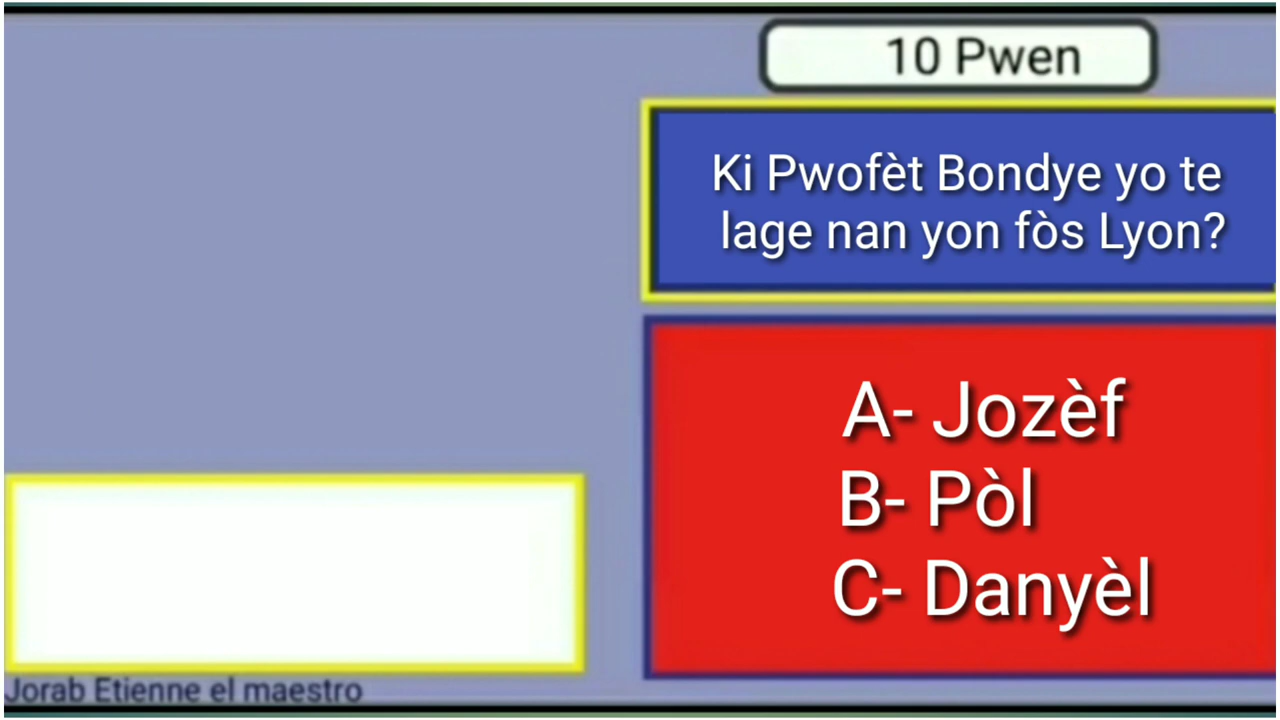 10 Pwen
Ki Pwofèt Bondye yo te
lage nan yon fòs Lyon?
A- Jozèf
B- Pòl
C- Danyèl
Jorab Etienne el maestro